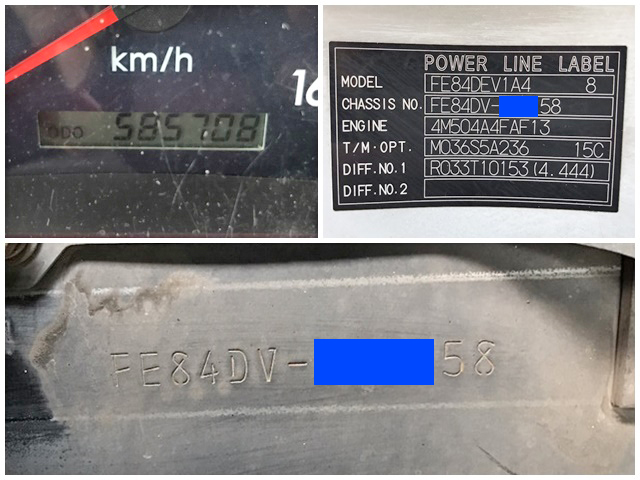 km/h
16
ODO 585708
POWER LINE LABEL
MODEL FE84DEV1A4 8
CHASSIS NO. FE84DV- 58
ENGINE 4M504A4FAF13
T/M·OPT. M036S5A236 15C
DIFF.NO.1 R033T10153(4.444)
DIFF.NO.2
FE84DV- 58